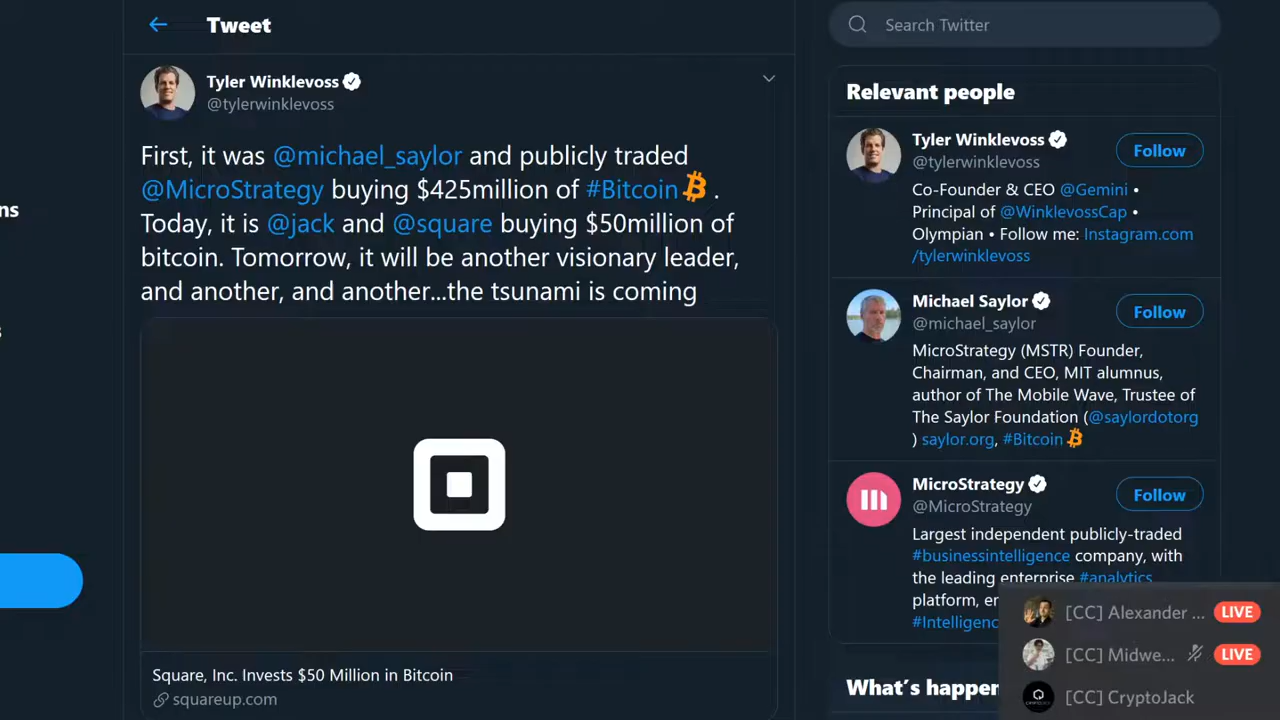 Tweet
Tyler Winklevoss
@tylerwinklevoss
First, it was @michael_saylor and publicly traded
@MicroStrategy buying $425million of #Bitcoin .
Today, it is @jack and @square buying $50million of
bitcoin. Tomorrow, it will be another visionary leader,
and another, and another...the tsunami is coming
Square, Inc. Invests $50 Million in Bitcoin
squareup.com
ns
s
Search Twitter
Relevant people
Tyler Winklevoss
@tylerwinklevoss
Follow
Co-Founder & CEO @Gemini •
Principal of @WinklevossCap •
Olympian • Follow me: Instagram.com
/tylerwinklevoss
Michael Saylor
@michael_saylor
Follow
MicroStrategy (MSTR) Founder,
Chairman, and CEO, MIT alumnus,
author of The Mobile Wave, Trustee of
The Saylor Foundation (@saylordotorg
) saylor.org, #Bitcoin
MicroStrategy
@MicroStrategy
Follow
Largest independent publicly-traded
#businessintelligence company, with
the leading enterprise #analytics
platform, en
#Intelligenc
What's happen
[CC] Alexander ... LIVE
[CC] Midwe... LIVE
[CC] CryptoJack